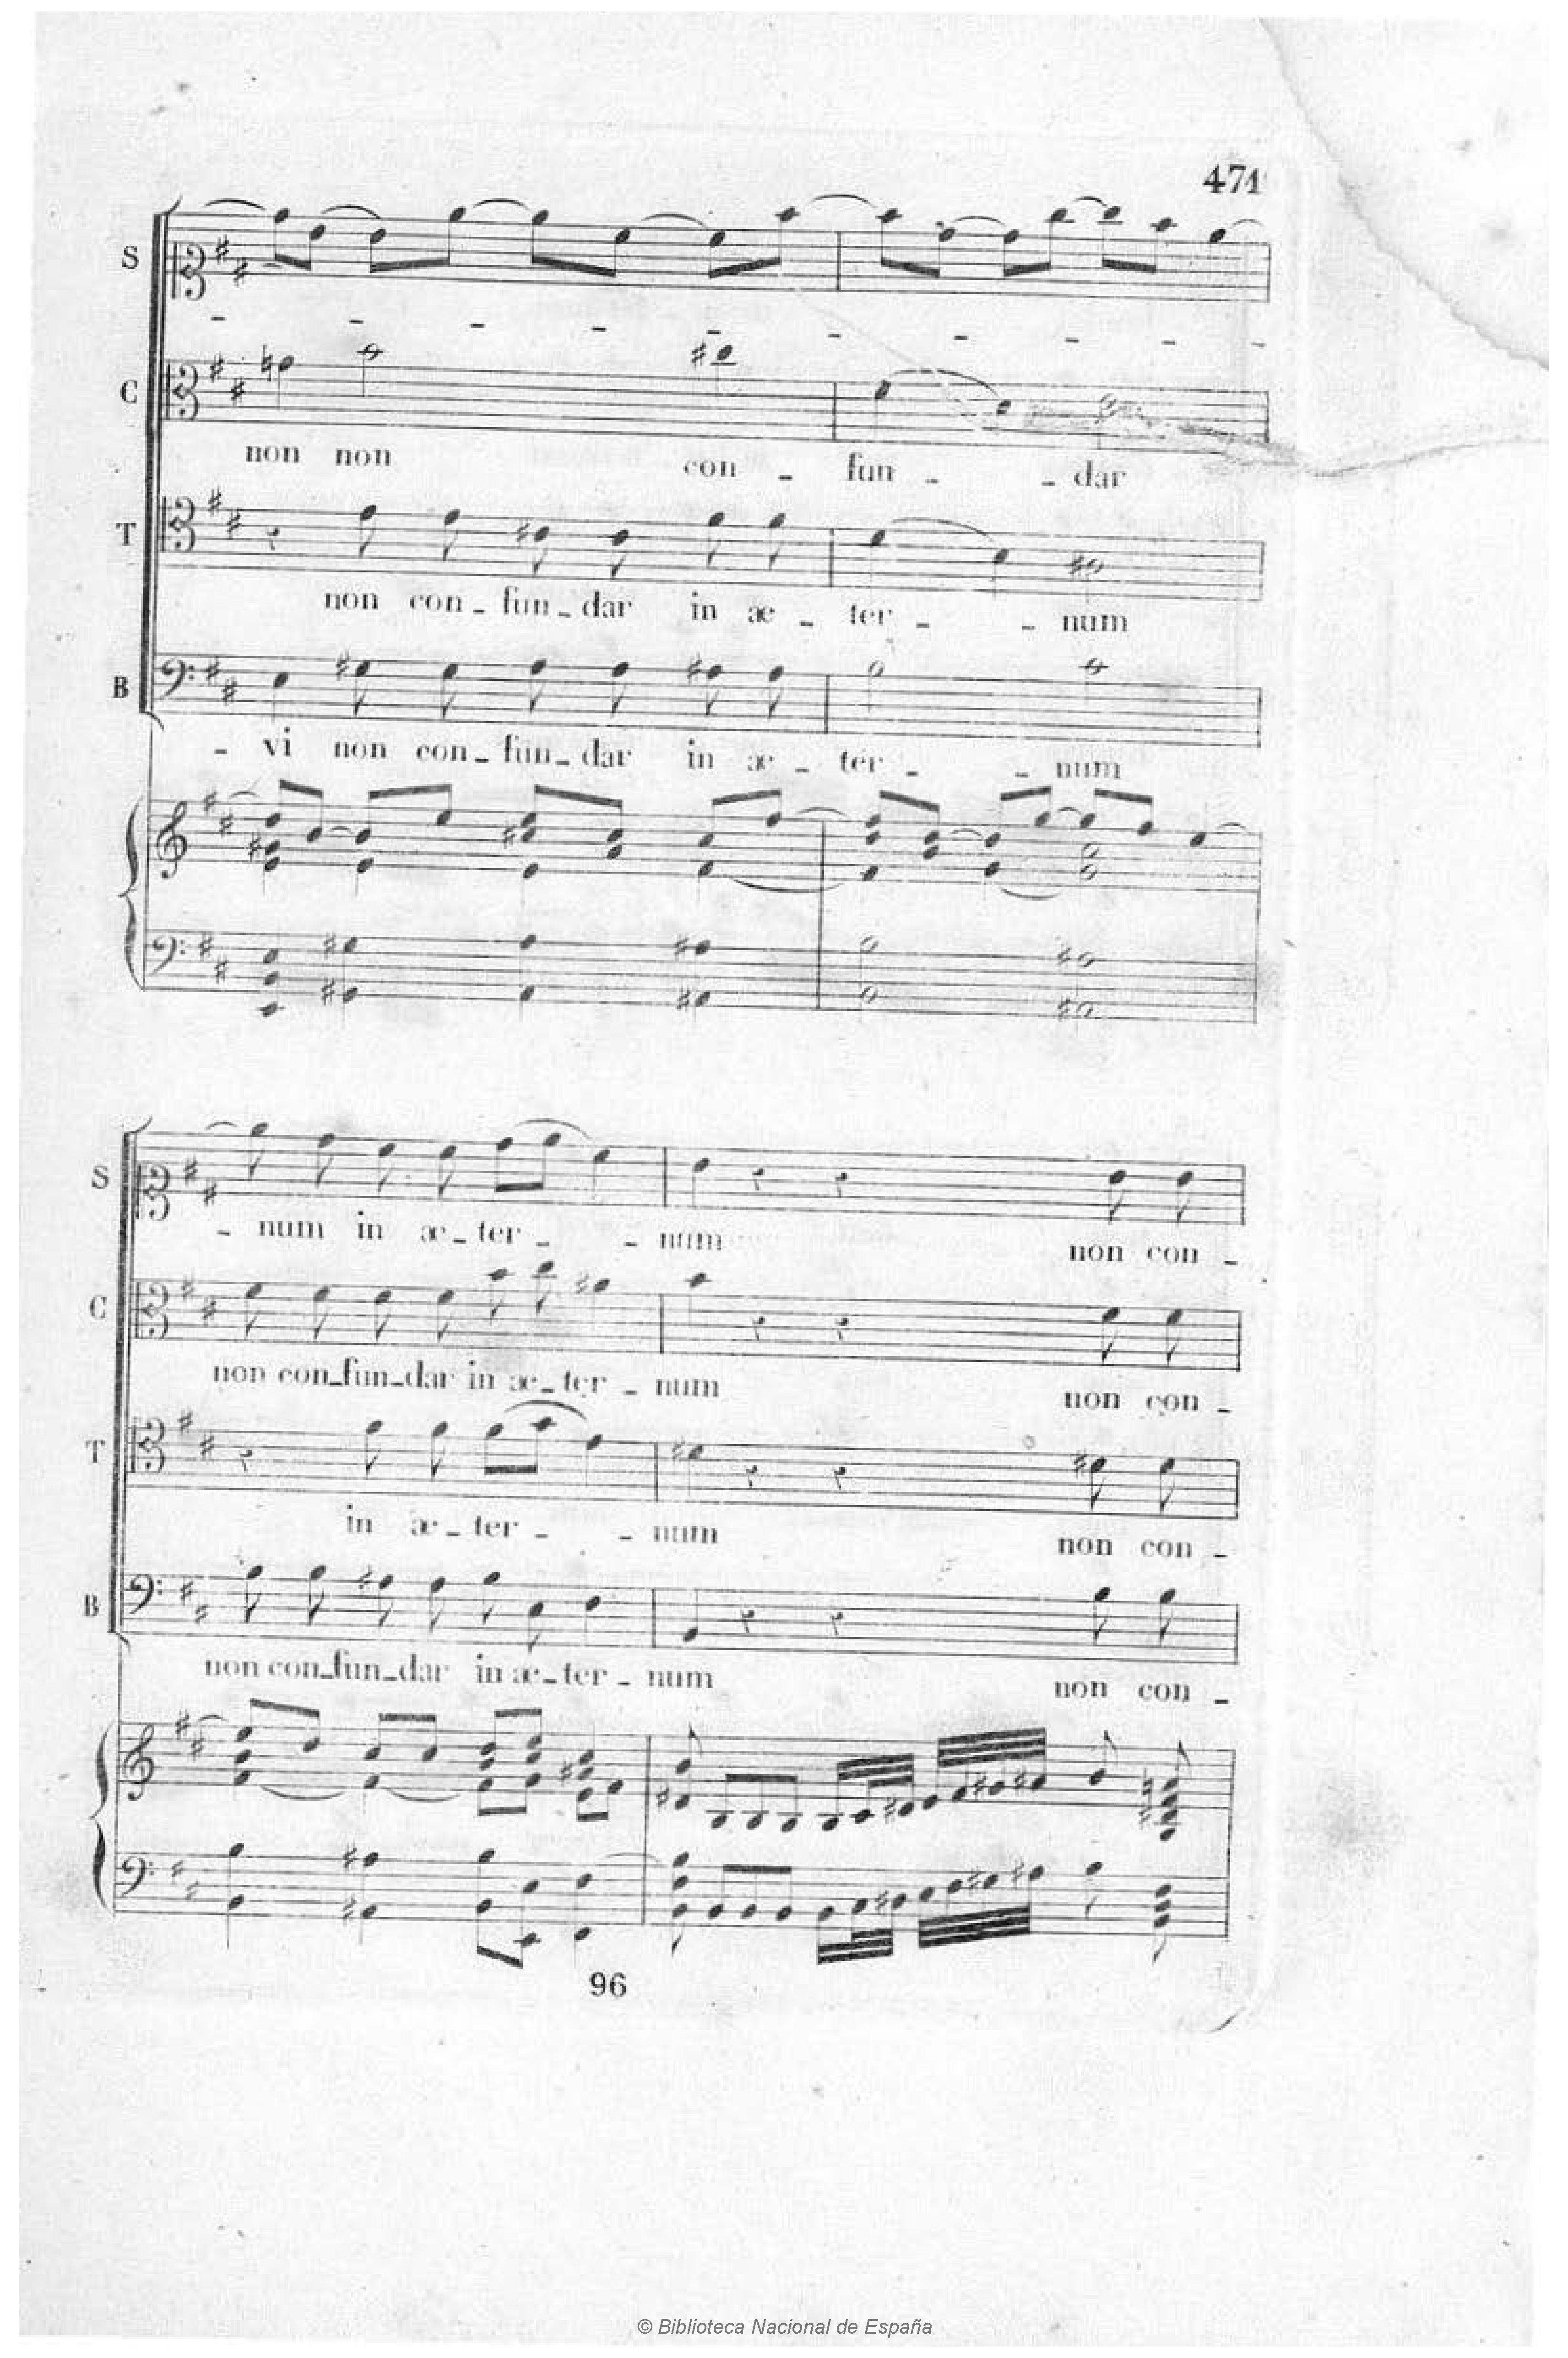 471
S
C
non non con - fun - - dar
T
non con - fun - dar in æ - ter - - num
B
- vi non con - fun - dar in æ - ter - - num
S
- num in æ - ter - - num non con -
C
non con - fun - dar in æ - ter - num non con -
T
in æ - ter - - num non con -
B
non con - fun - dar in æ - ter - num non con -
96
© Biblioteca Nacional de España